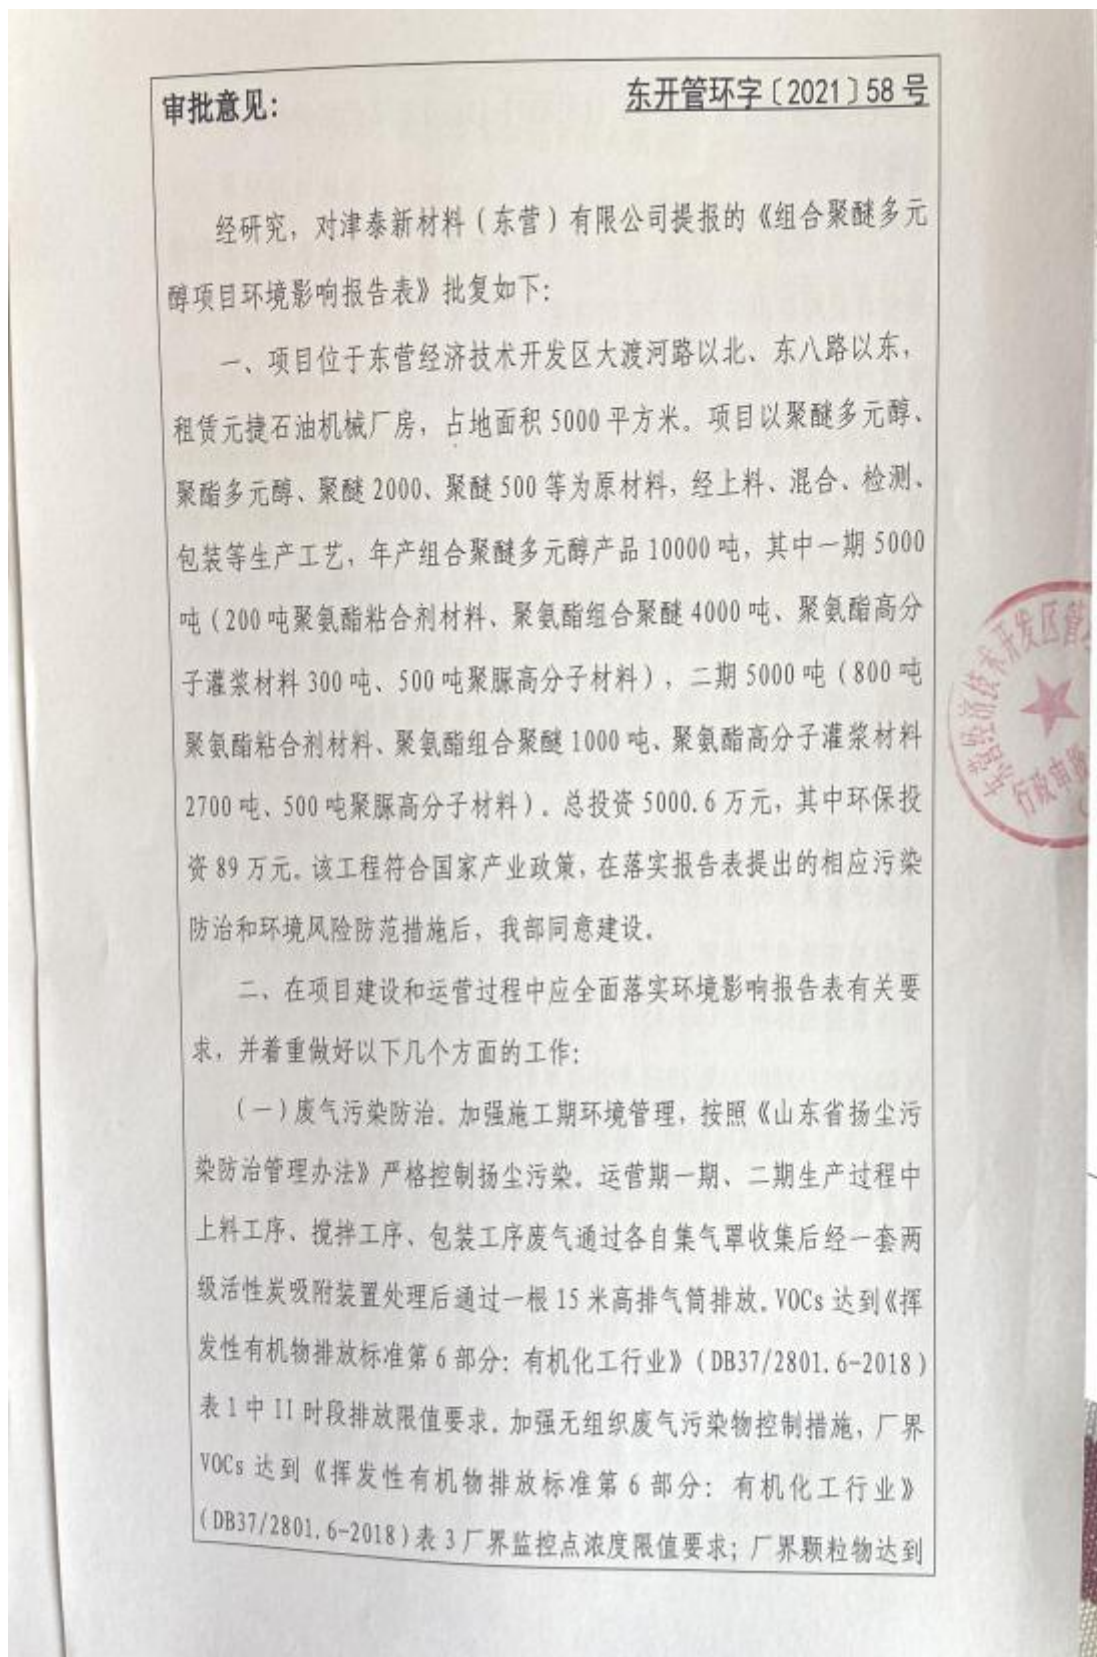 审批意见：
东开管环字〔2021〕58号
经研究，对津泰新材料（东营）有限公司提报的《组合聚醚多元
醇项目环境影响报告表》批复如下：
一、项目位于东营经济技术开发区大渡河路以北、东八路以东，
租赁元捷石油机械厂房，占地面积5000平方米。项目以聚醚多元醇、
聚酯多元醇、聚醚2000、聚醚500等为原材料，经上料、混合、检测、
包装等生产工艺，年产组合聚醚多元醇产品10000吨，其中一期5000
吨（200吨聚氨酯粘合剂材料、聚氨酯组合聚醚4000吨、聚氨酯高分
子灌浆材料300吨、500吨聚脲高分子材料），二期5000吨（800吨
聚氨酯粘合剂材料、聚氨酯组合聚醚1000吨、聚氨酯高分子灌浆材料
2700吨、500吨聚脲高分子材料）。总投资5000.6万元，其中环保投
资89万元。该工程符合国家产业政策，在落实报告表提出的相应污染
防治和环境风险防范措施后，我部同意建设。
二、在项目建设和运营过程中应全面落实环境影响报告表有关要
求，并着重做好以下几个方面的工作：
（一）废气污染防治。加强施工期环境管理，按照《山东省扬尘污
染防治管理办法》严格控制扬尘污染。运营期一期、二期生产过程中
上料工序、搅拌工序、包装工序废气通过各自集气罩收集后经一套两
级活性炭吸附装置处理后通过一根15米高排气筒排放。VOCs达到《挥
发性有机物排放标准第6部分：有机化工行业》（DB37/2801.6-2018）
表1中II时段排放限值要求。加强无组织废气污染物控制措施，厂界
VOCs达到《挥发性有机物排放标准第6部分：有机化工行业》
（DB37/2801.6-2018）表3厂界监控点浓度限值要求；厂界颗粒物达到
东营经济技术开发区管
行政审批